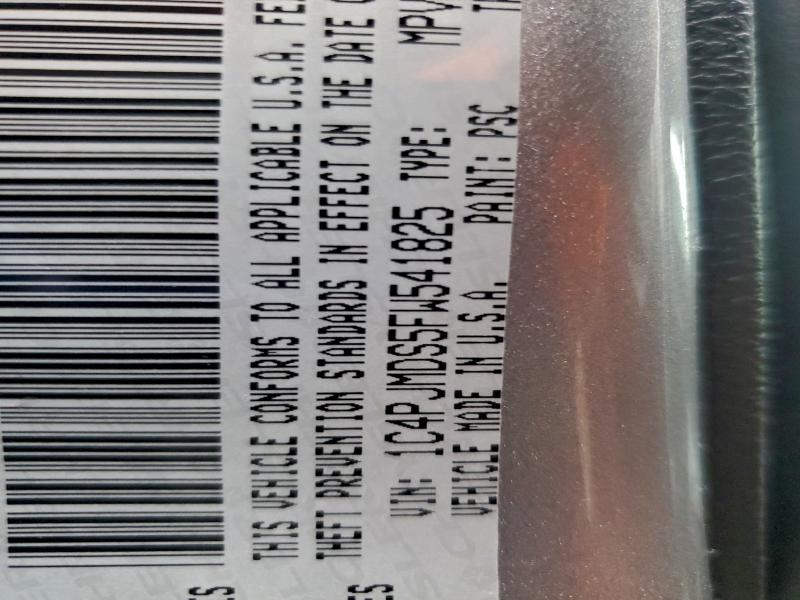 THIS VEHICLE CONFORMS TO ALL APPLICABLE U.S.A. FE
THEFT PREVENTION STANDARDS IN EFFECT ON THE DATE
VIN: 1C4PJMDS5FW541825 TYPE: MPV
VEHICLE MADE IN U.S.A. PAINT: PSC